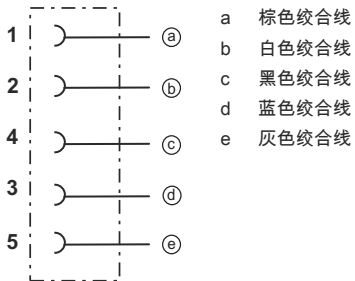 1 ⓐ
2 ⓑ
4 ⓒ
3 ⓓ
5 ⓔ
a 棕色绞合线
b 白色绞合线
c 黑色绞合线
d 蓝色绞合线
e 灰色绞合线